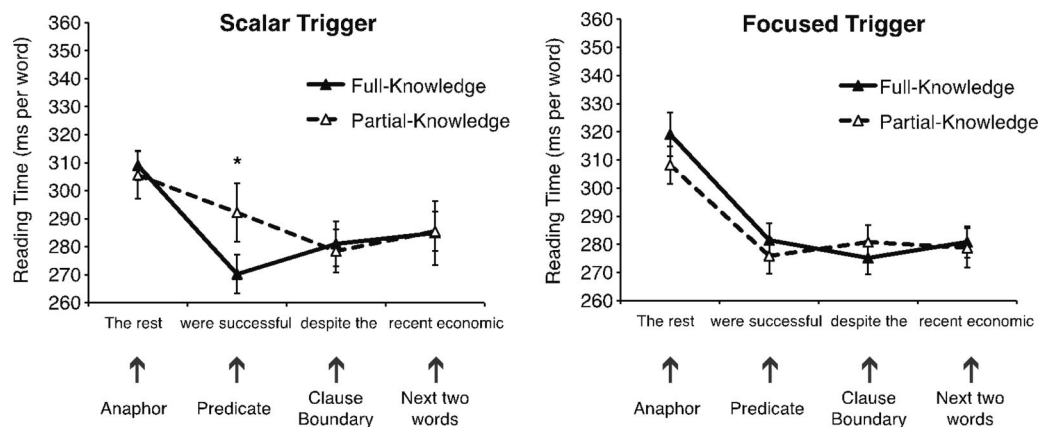 Scalar Trigger
Reading Time (ms per word)
360
350
340
330
320
310
300
290
280
270
260
Full-Knowledge
Partial-Knowledge
*
The rest
were successful
despite the
recent economic
Anaphor
Predicate
Clause
Boundary
Next two
words
Focused Trigger
Reading Time (ms per word)
360
350
340
330
320
310
300
290
280
270
260
Full-Knowledge
Partial-Knowledge
The rest
were successful
despite the
recent economic
Anaphor
Predicate
Clause
Boundary
Next two
words